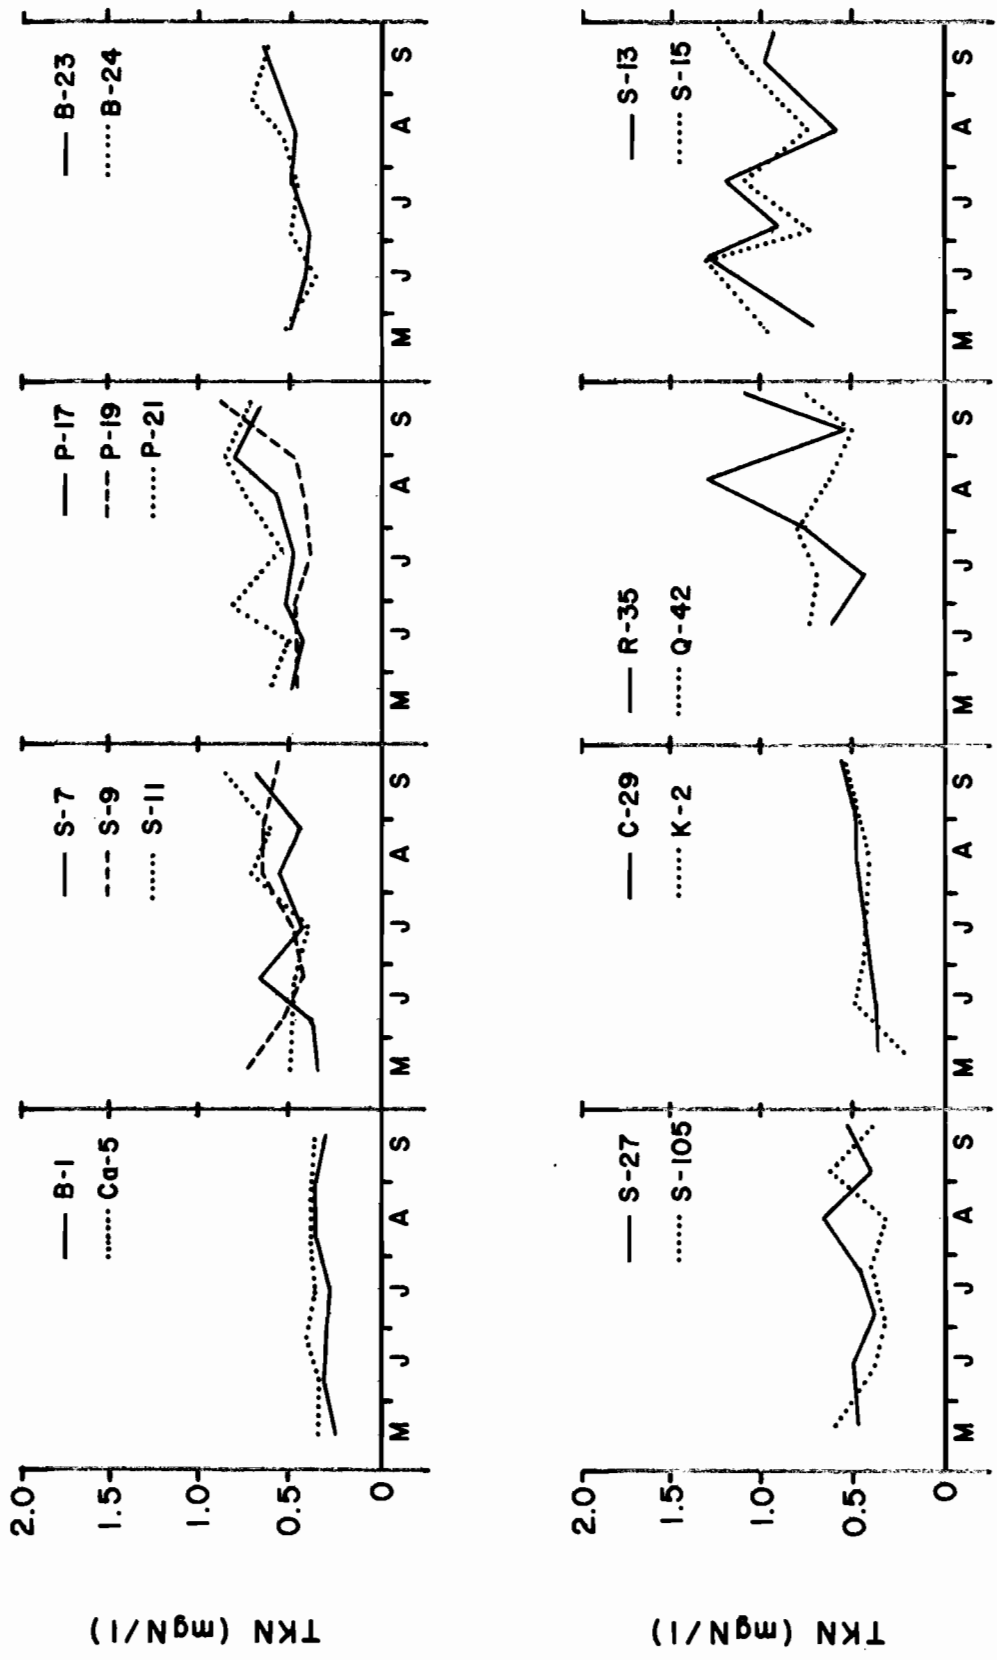 TKN (mgN/l)
2.0
1.5
1.0
0.5
0
B-1
Ca-5
M J J A S
S-7
S-9
S-11
M J J A S
P-17
P-19
P-21
M J J A S
B-23
B-24
M J J A S
TKN (mgN/l)
2.0
1.5
1.0
0.5
0
S-27
S-105
M J J A S
C-29
K-2
M J J A S
R-35
Q-42
M J J A S
S-13
S-15
M J J A S